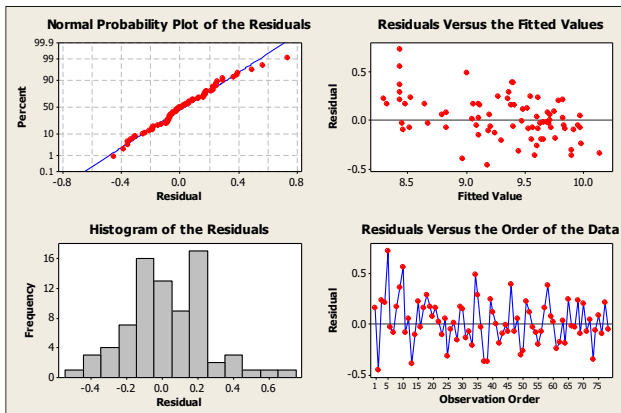 Normal Probability Plot of the Residuals
99.9
99
90
50
10
1
0.1
Percent
-0.8
-0.4
0.0
0.4
0.8
Residual
Residuals Versus the Fitted Values
0.5
0.0
-0.5
Residual
8.5
9.0
9.5
10.0
Fitted Value
Histogram of the Residuals
16
12
8
4
0
Frequency
-0.4
-0.2
0.0
0.2
0.4
0.6
Residual
Residuals Versus the Order of the Data
0.5
0.0
-0.5
Residual
1 5 10 15 20 25 30 35 40 45 50 55 60 65 70 75
Observation Order